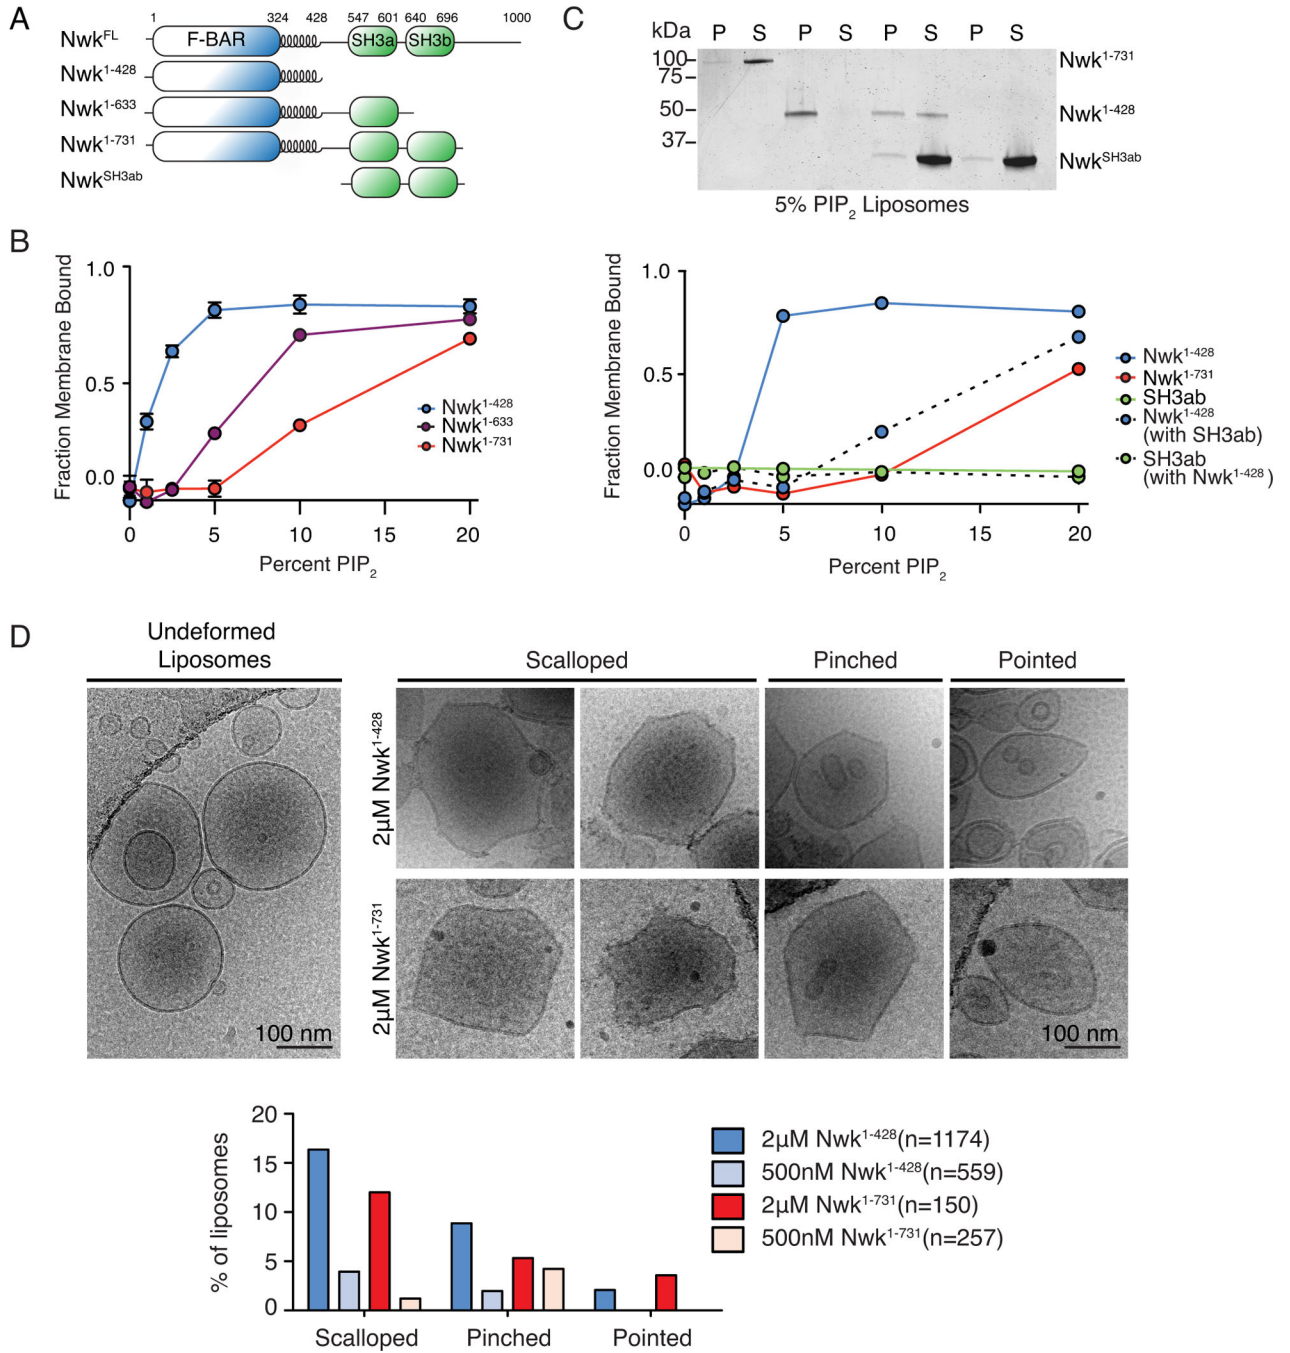 A
1 324 428 547 601 640 696 1000
Nwk^FL F-BAR SH3a SH3b
Nwk^1-428
Nwk^1-633
Nwk^1-731
Nwk^SH3ab
C
kDa P S P S P S P S
100 Nwk^1-731
75
50 Nwk^1-428
37
Nwk^SH3ab
5% PIP₂ Liposomes
B
Fraction Membrane Bound
1.0
0.5
0.0
0 5 10 15 20
Percent PIP₂
Nwk^1-428
Nwk^1-633
Nwk^1-731
Fraction Membrane Bound
1.0
0.5
0.0
0 5 10 15 20
Percent PIP₂
Nwk^1-428
Nwk^1-731
SH3ab
Nwk^1-428
(with SH3ab)
SH3ab
(with Nwk^1-428)
D
Undeformed
Liposomes
Scalloped Pinched Pointed
2μM Nwk^1-428
2μM Nwk^1-731
100 nm
100 nm
% of liposomes
20
15
10
5
0
Scalloped Pinched Pointed
2μM Nwk^1-428(n=1174)
500nM Nwk^1-428(n=559)
2μM Nwk^1-731(n=150)
500nM Nwk^1-731(n=257)